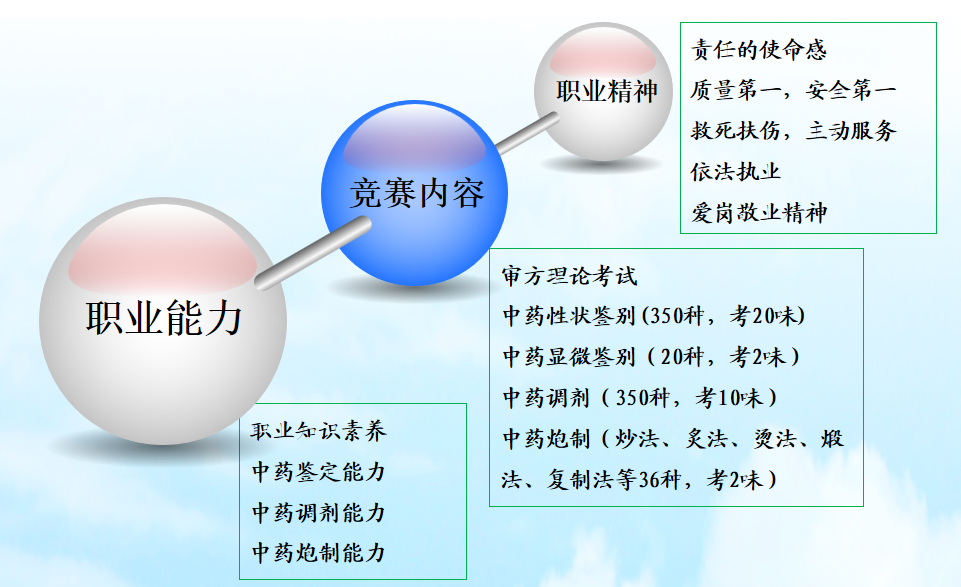 职业精神
责任的使命感
质量第一，安全第一
救死扶伤，主动服务
依法执业
爱岗敬业精神
竞赛内容
审方理论考试
中药性状鉴别(350种，考20味)
中药显微鉴别（20种，考2味）
中药调剂（350种，考10味）
中药炮制（炒法、炙法、烫法、煅
法、复制法等36种，考2味）
职业能力
职业知识素养
中药鉴定能力
中药调剂能力
中药炮制能力